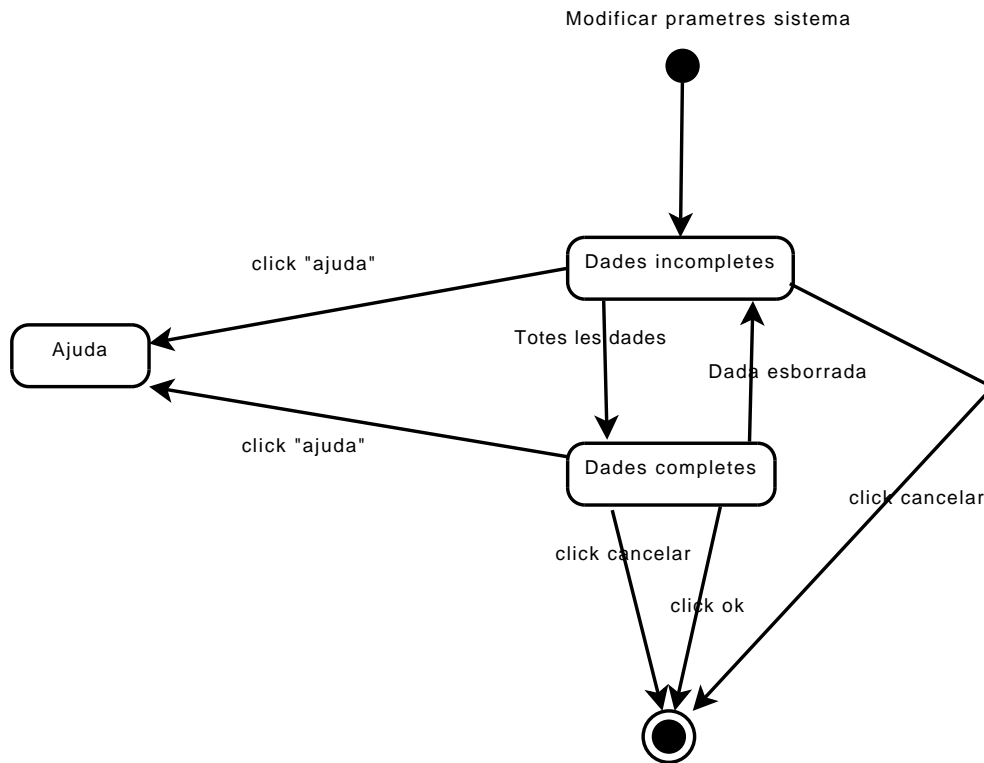 Modificar prametres sistema
Dades incompletes
click "ajuda"
Totes les dades
Ajuda
Dada esborrada
click "ajuda"
Dades completes
click cancelar
click cancelar
click ok